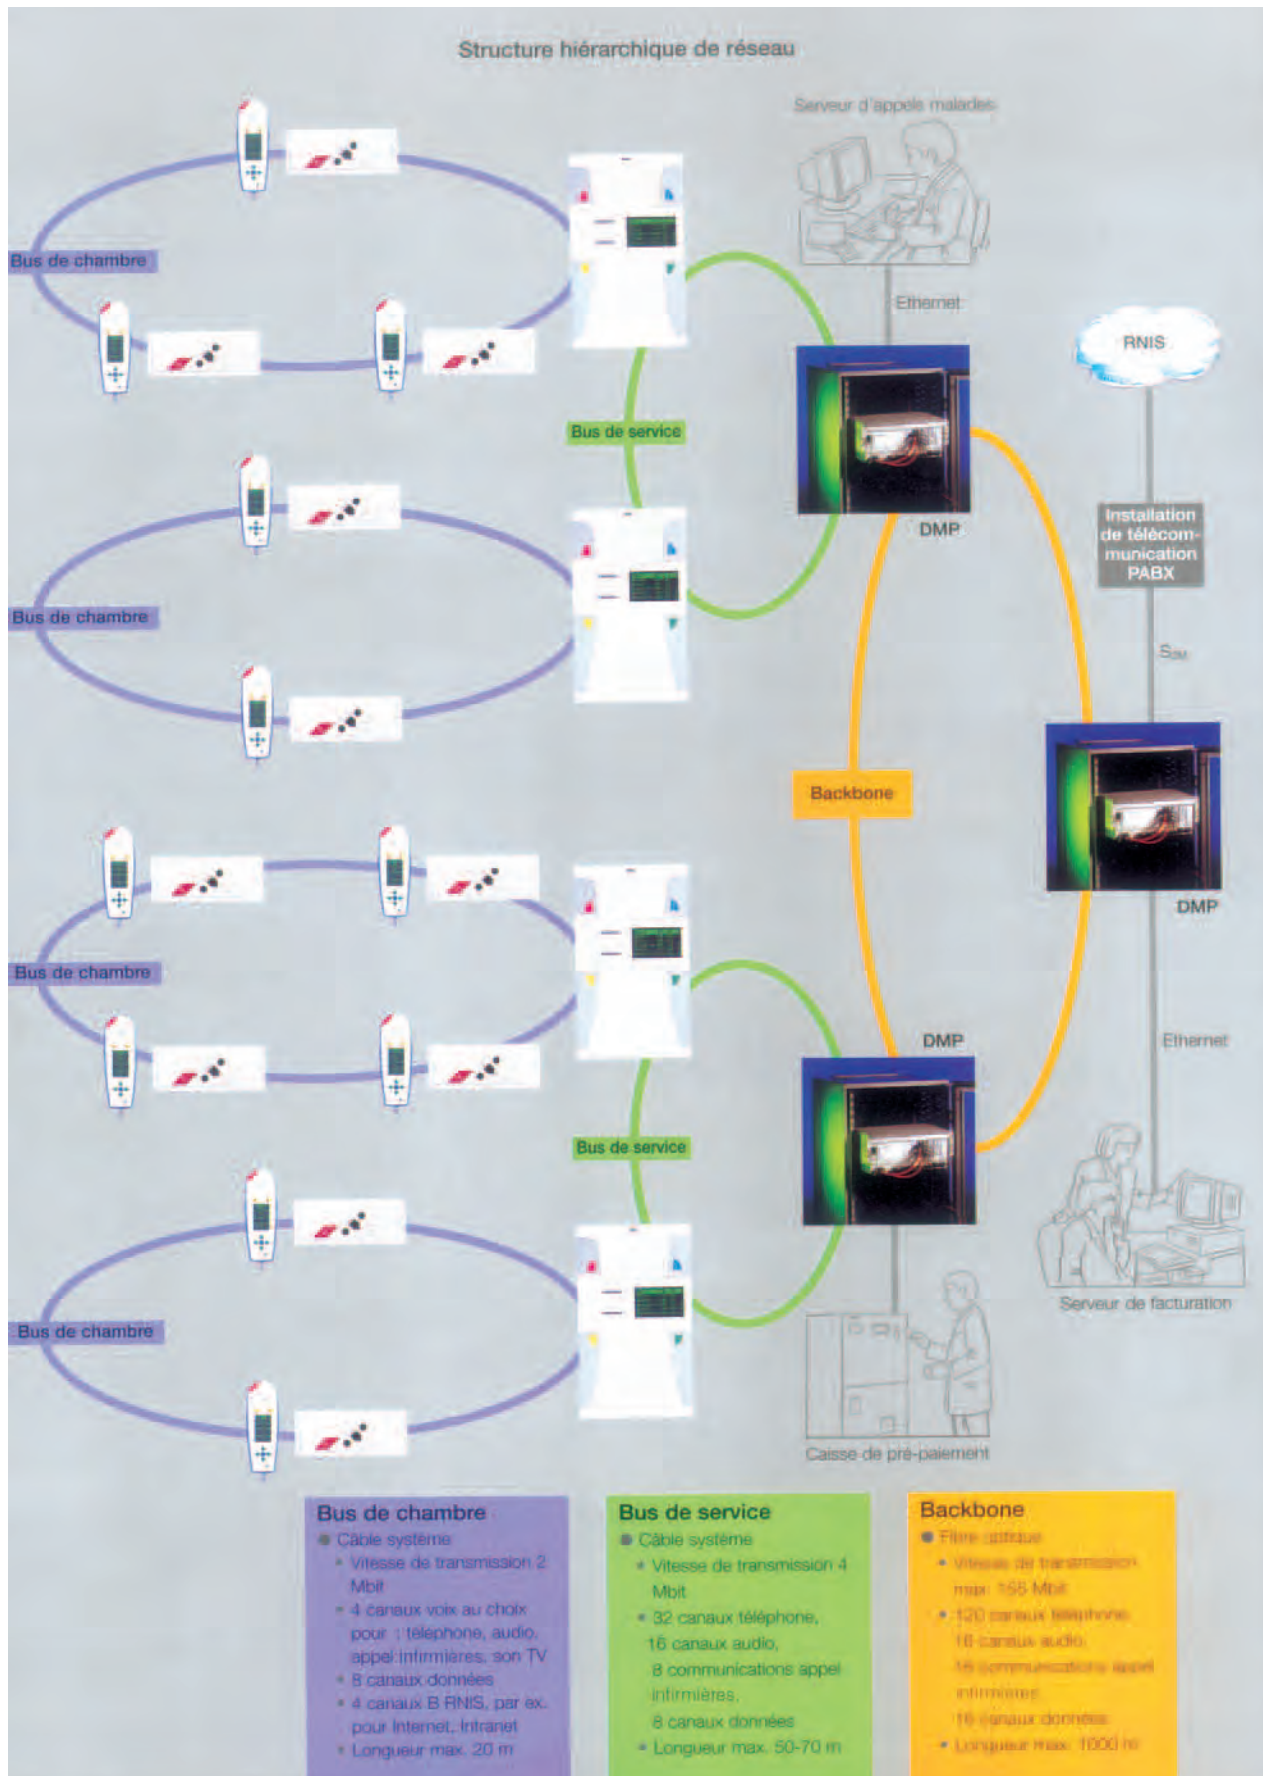 Structure hiérarchique de réseau
Serveur d'appels malades
Bus de chambre
Ethernet
RNIS
Bus de service
DMP
Installation
de télécom-
munication
PABX
Bus de chambre
S2M
Backbone
DMP
Bus de chambre
DMP
Ethernet
Bus de service
Serveur de facturation
Bus de chambre
Caisse de pré-paiement
Bus de chambre
Câble système
Vitesse de transmission 2
Mbit
4 canaux voix au choix
pour : téléphone, audio,
appel infirmières, son TV
8 canaux données
4 canaux B RNIS, par ex.
pour Internet, Intranet
Longueur max. 20 m
Bus de service
Câble système
Vitesse de transmission 4
Mbit
32 canaux téléphone,
16 canaux audio,
8 communications appel
infirmières,
8 canaux données
Longueur max. 50-70 m
Backbone
Fibre optique
Vitesse de transmission
max. 155 Mbit
120 canaux téléphone
16 canaux audio,
16 communications appel
infirmières,
16 canaux données
Longueur max. 1000 m